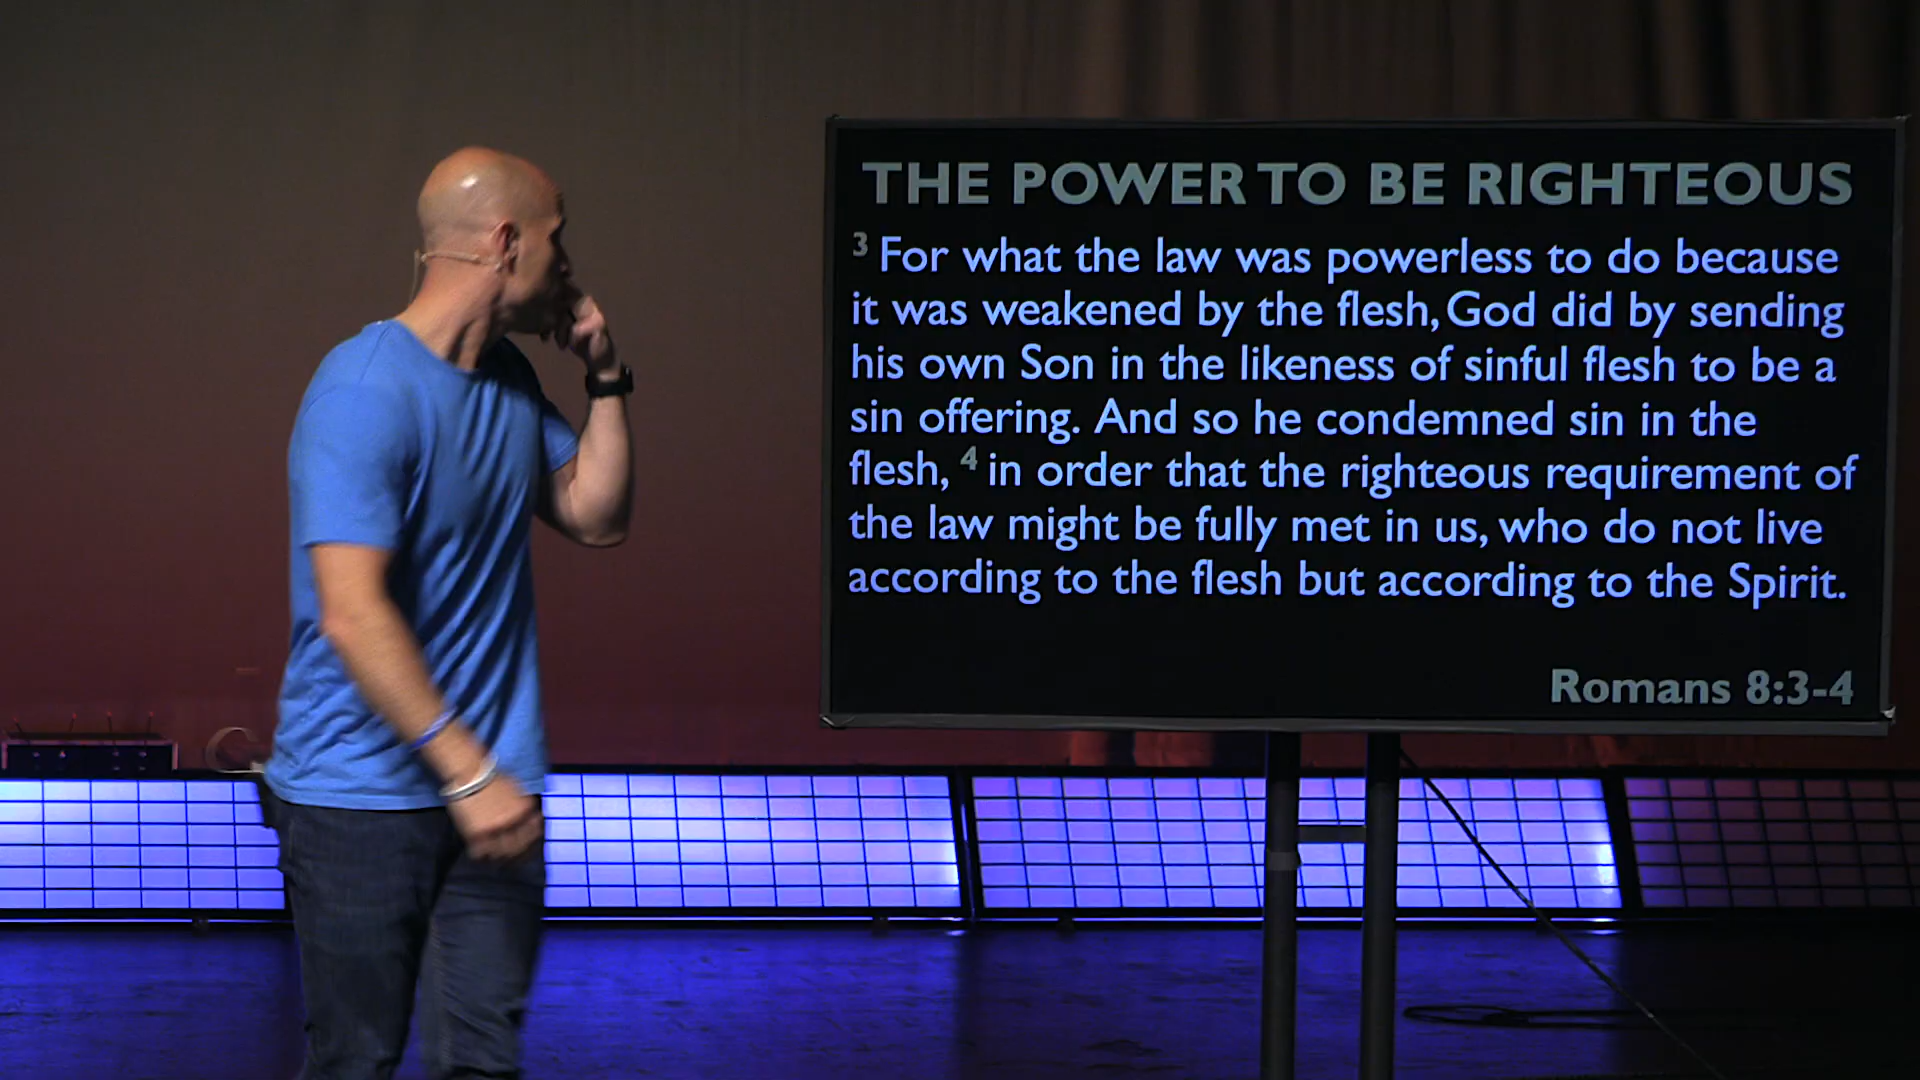 THE POWER TO BE RIGHTEOUS
3 For what the law was powerless to do because
it was weakened by the flesh, God did by sending
his own Son in the likeness of sinful flesh to be a
sin offering. And so he condemned sin in the
flesh, 4 in order that the righteous requirement of
the law might be fully met in us, who do not live
according to the flesh but according to the Spirit.
Romans 8:3-4